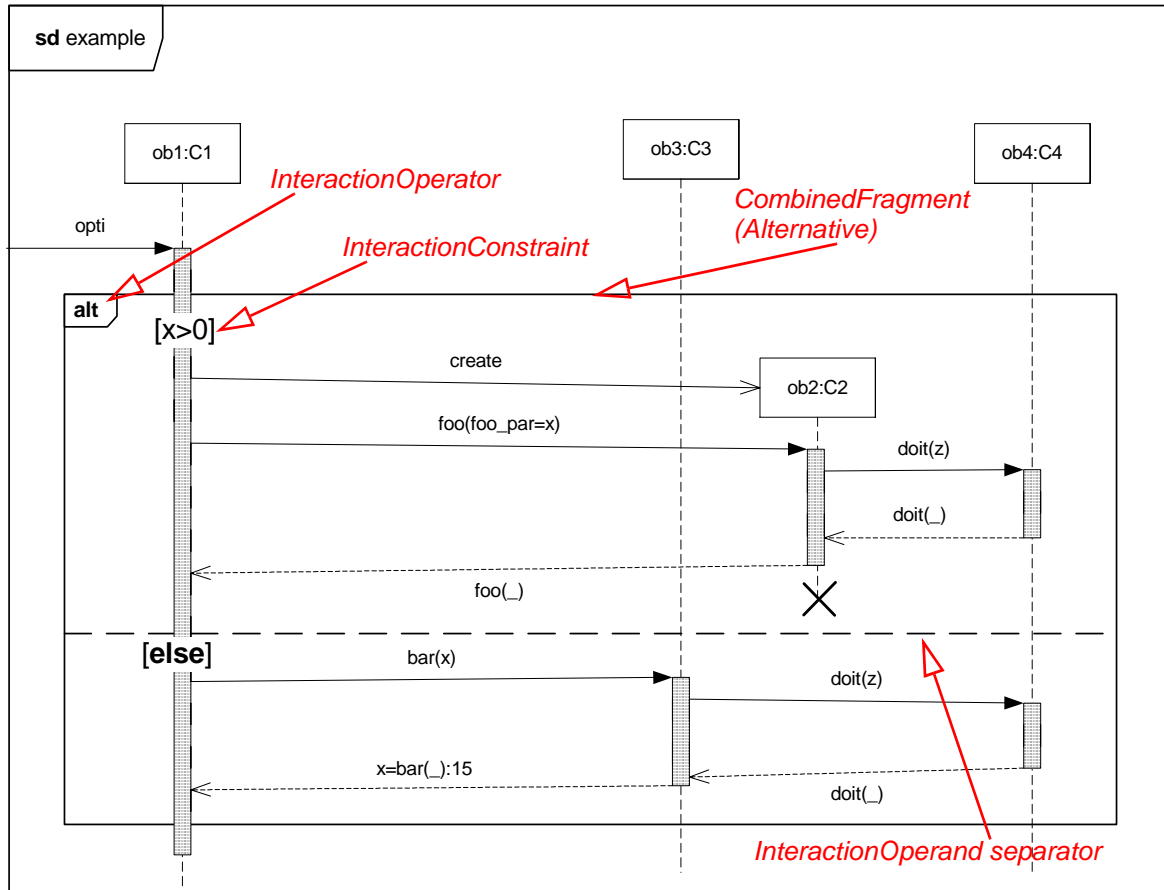 sd example
ob1:C1
ob3:C3
ob4:C4
InteractionOperator
CombinedFragment
(Alternative)
opti
InteractionConstraint
alt
[x>0]
create
ob2:C2
foo(foo_par=x)
doit(z)
doit(_)
foo(_)
[else]
bar(x)
doit(z)
x=bar(_):15
doit(_)
InteractionOperand separator